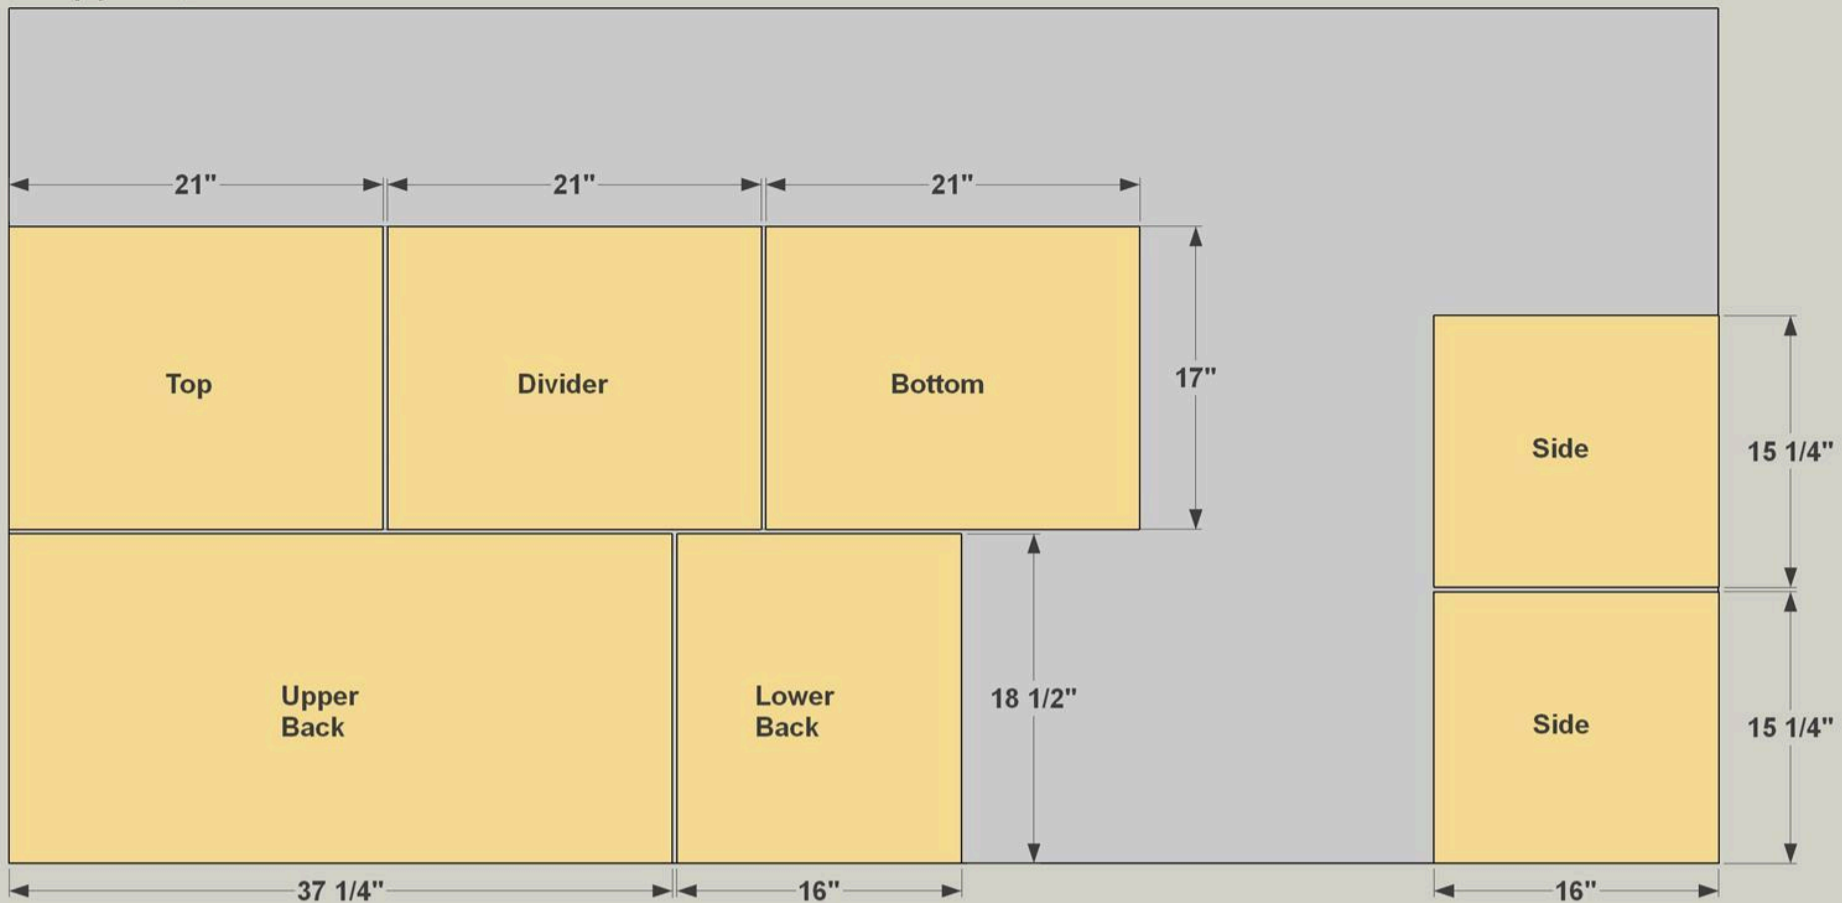 21" 21" 21"
Top Divider Bottom 17"
Side 15 1/4"
Upper
Back
Lower
Back
18 1/2" Side 15 1/4"
37 1/4" 16" 16"